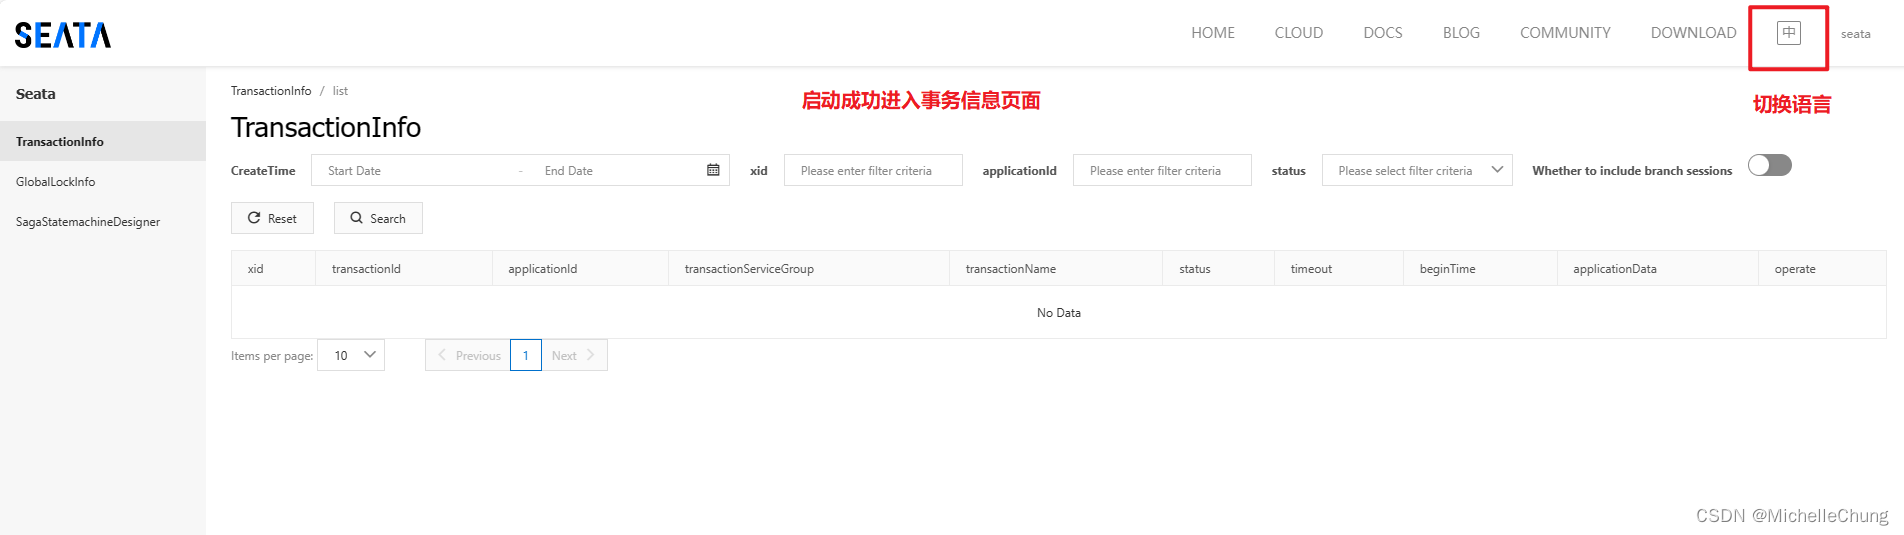 SEATA
HOME CLOUD DOCS BLOG COMMUNITY DOWNLOAD 中 seata
Seata
TransactionInfo
GlobalLockInfo
SagaStatemachineDesigner
TransactionInfo / list
启动成功进入事务信息页面
切换语言
TransactionInfo
CreateTime Start Date - End Date xid Please enter filter criteria applicationId Please enter filter criteria status Please select filter criteria Whether to include branch sessions
Reset Search
xid transactionId applicationId transactionServiceGroup transactionName status timeout beginTime applicationData operate
No Data
Items per page: 10 Previous 1 Next
CSDN @MichelleChung